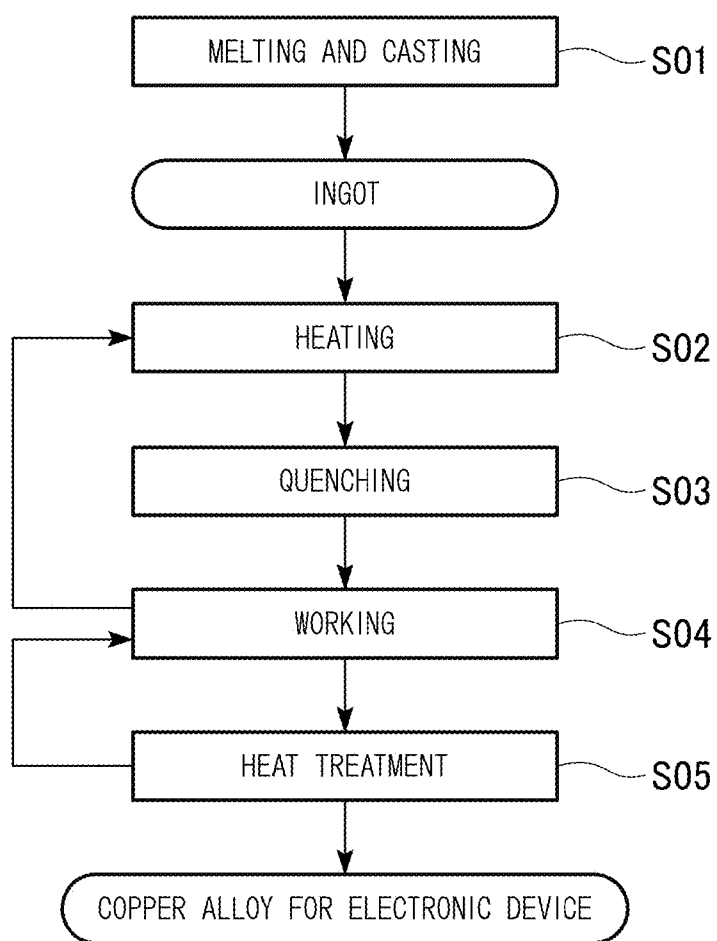 MELTING AND CASTING
S01
INGOT
HEATING
S02
QUENCHING
S03
WORKING
S04
HEAT TREATMENT
S05
COPPER ALLOY FOR ELECTRONIC DEVICE